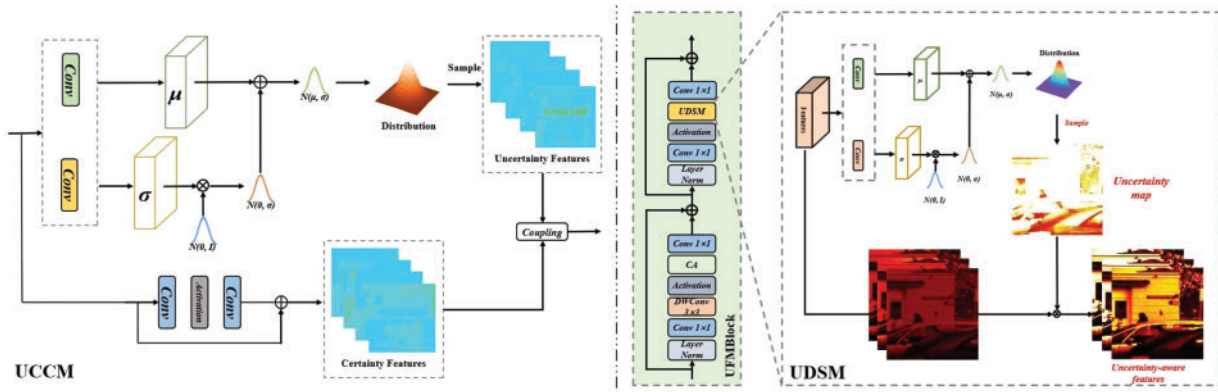 Conv
μ
N(μ, σ)
Distribution
Sample
Uncertainty Features
Conv
σ
N(0, σ)
N(0, I)
Coupling
Conv
Activation
Conv
Certainty Features
UCCM
Conv 1×1
UDSM
Activation
Conv 1×1
Layer
Norm
Conv 1×1
CA
Activation
DWConv
3×3
Conv 1×1
Layer
Norm
UFMBlock
Features
Conv
μ
N(μ, σ)
Distribution
Conv
σ
N(0, σ)
N(0, I)
Sample
Uncertainty
map
Uncertainty-aware
features
UDSM